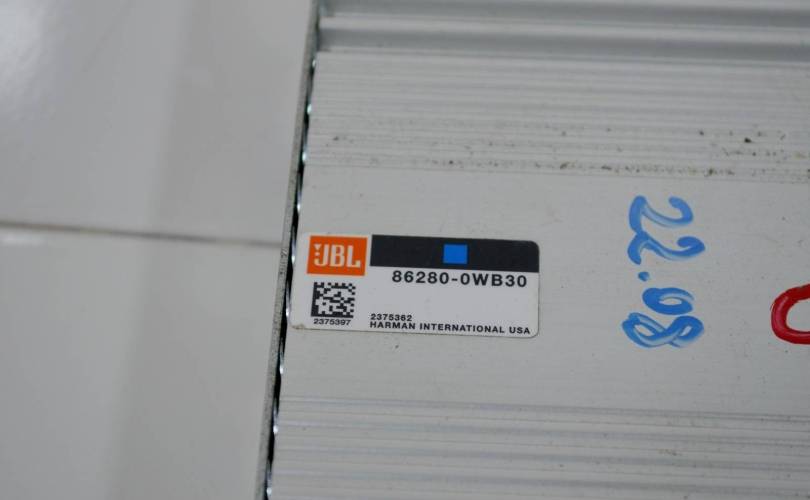 JBL
86280-0WB30
2375397
2375362
HARMAN INTERNATIONAL USA
22.08